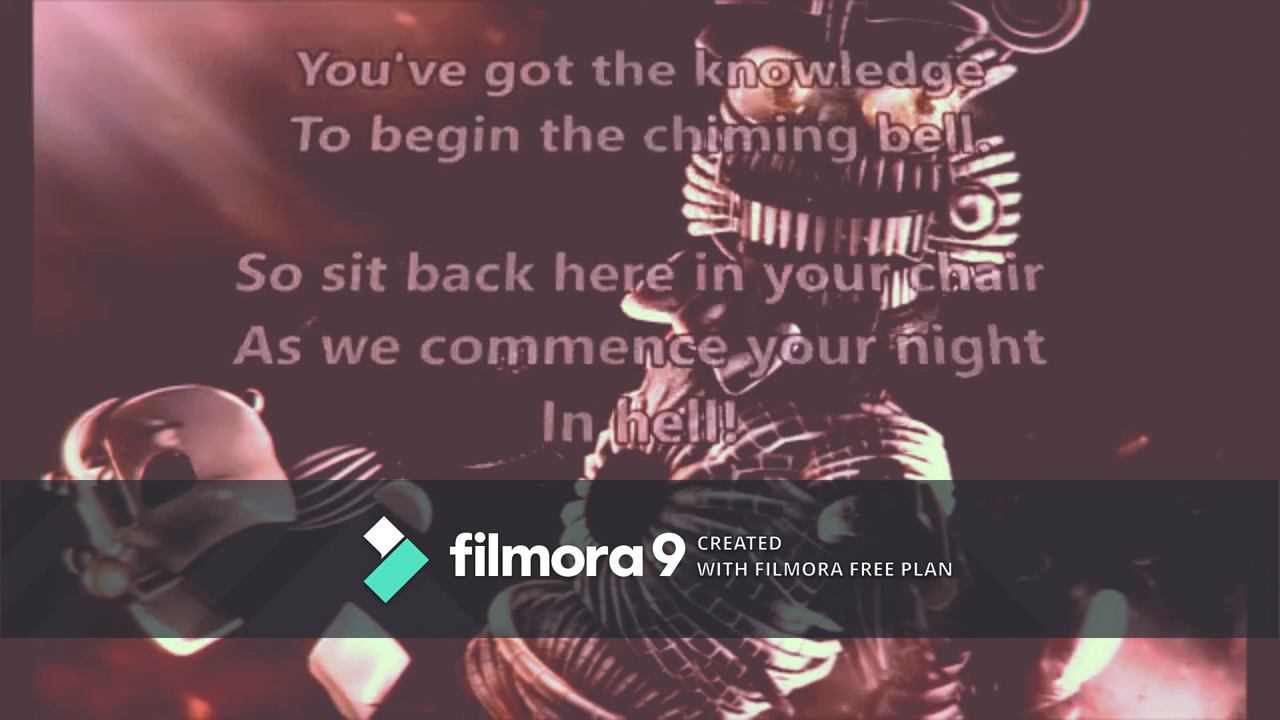 You've got the knowledge
To begin the chiming bell.
So sit back here in your chair
As we commence your night
In hell!
filmora9 CREATED
WITH FILMORA FREE PLAN